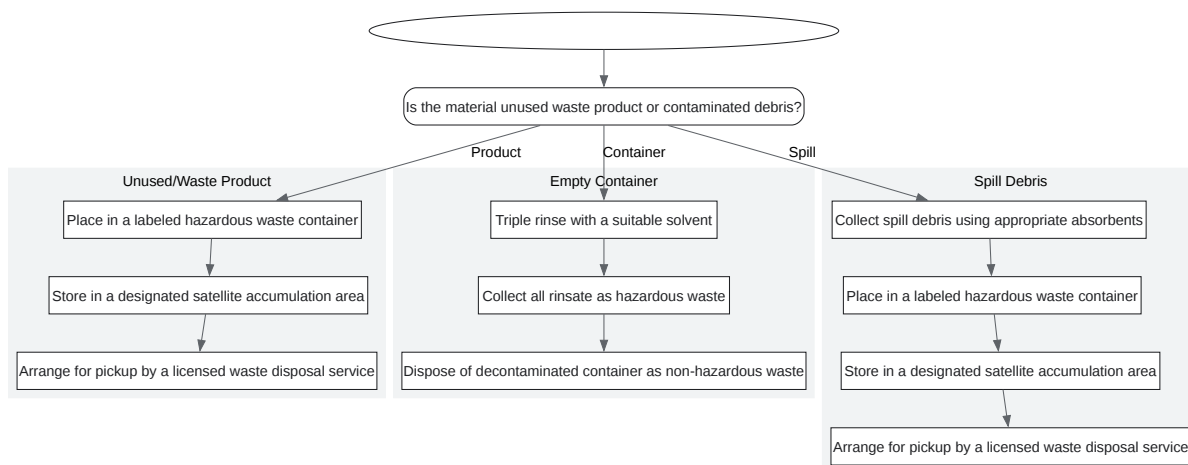 Is the material unused waste product or contaminated debris?
Product
Container
Spill
Unused/Waste Product
Place in a labeled hazardous waste container
Store in a designated satellite accumulation area
Arrange for pickup by a licensed waste disposal service
Empty Container
Triple rinse with a suitable solvent
Collect all rinsate as hazardous waste
Dispose of decontaminated container as non-hazardous waste
Spill Debris
Collect spill debris using appropriate absorbents
Place in a labeled hazardous waste container
Store in a designated satellite accumulation area
Arrange for pickup by a licensed waste disposal service